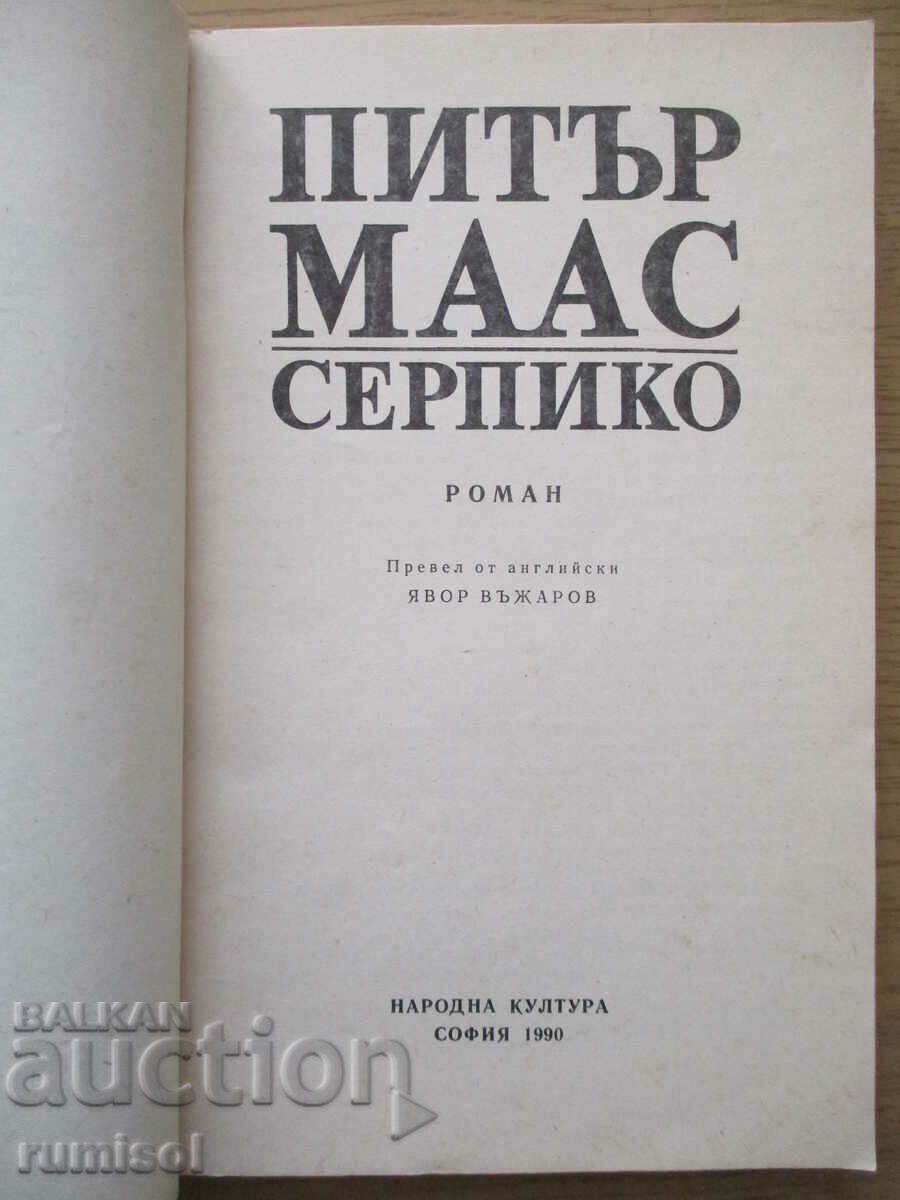 ПИТЪР
МААС
СЕРПИКО
РОМАН
Превел от английски
ЯВОР ВЪЖАРОВ
НАРОДНА КУЛТУРА
СОФИЯ 1990
BALKAN
auction
rumisol